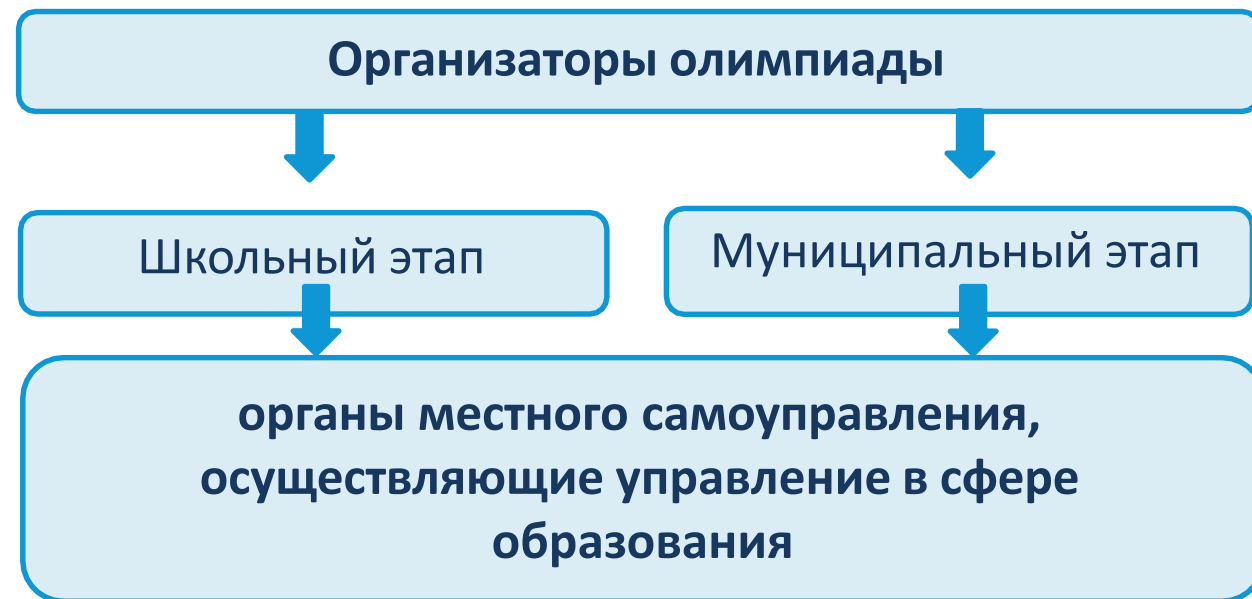 Организаторы олимпиады
Школьный этап
Муниципальный этап
органы местного самоуправления,
осуществляющие управление в сфере
образования